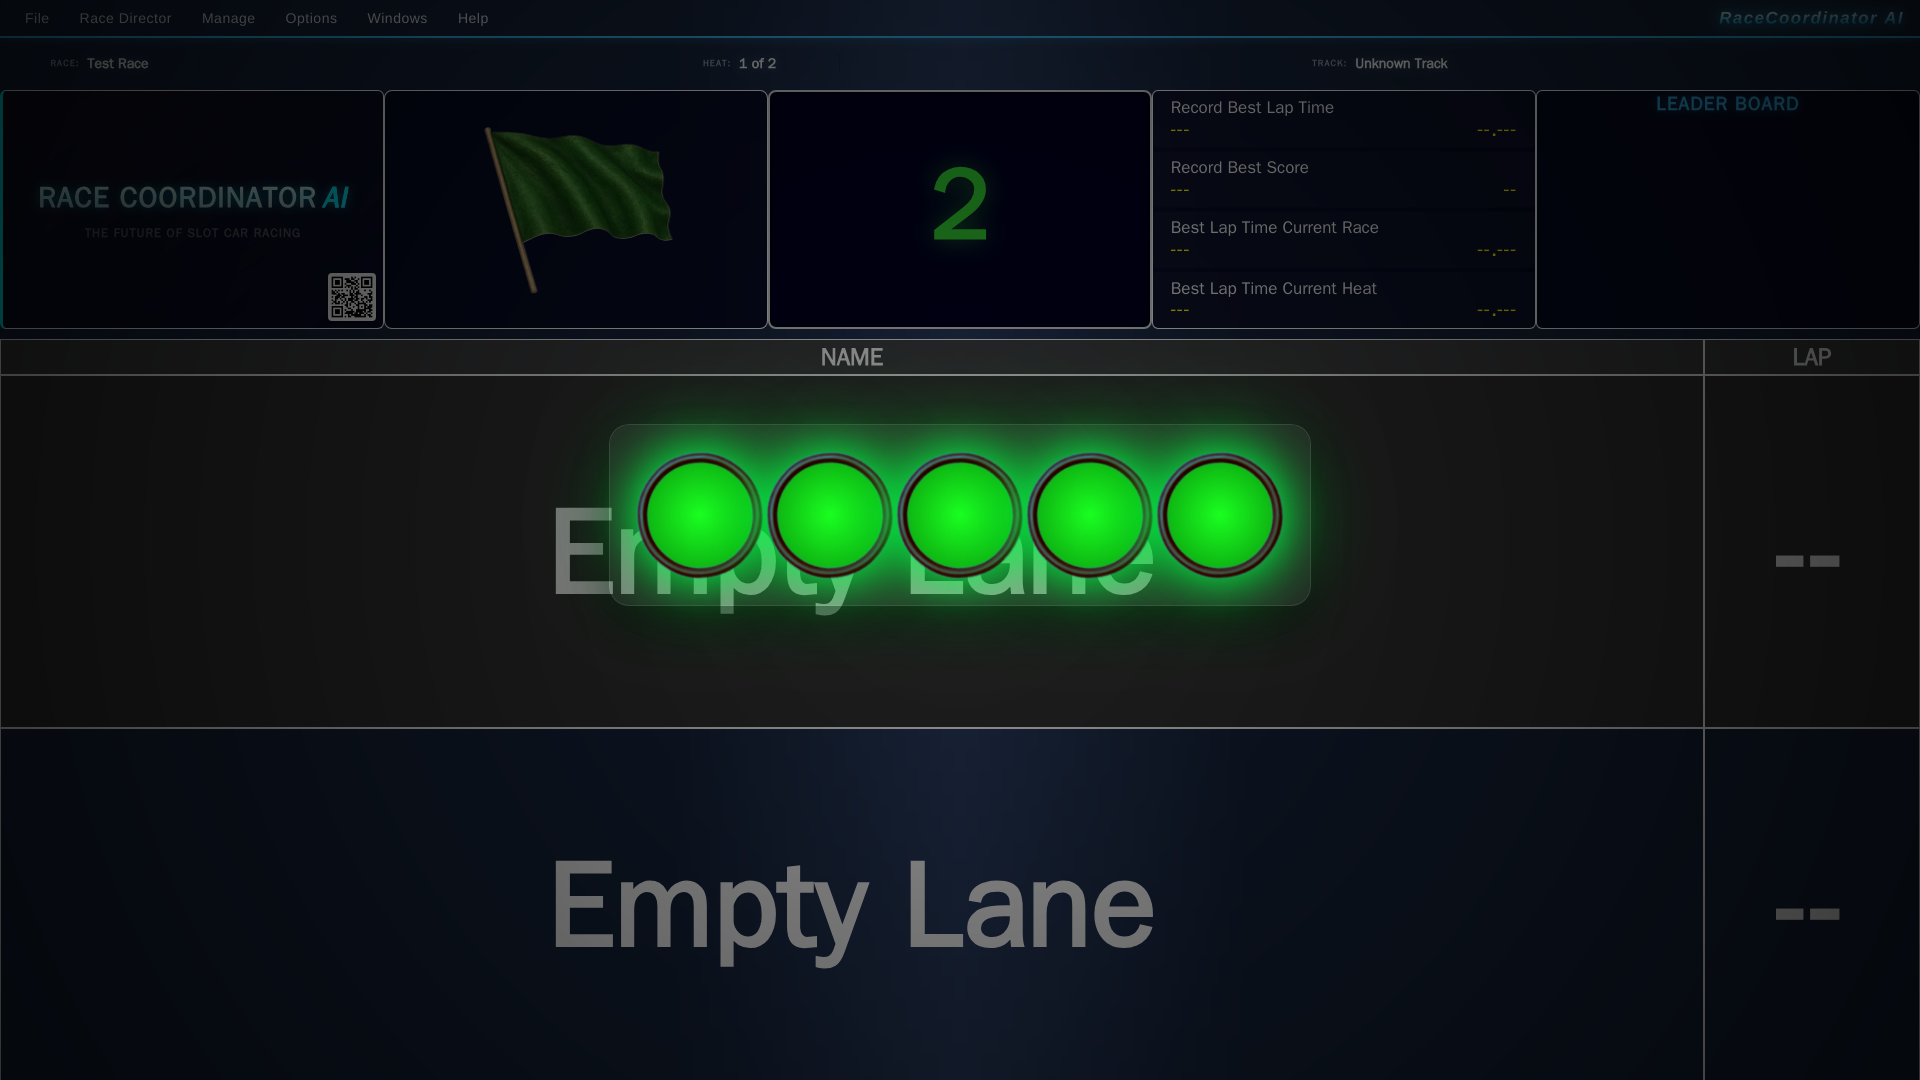 File Race Director Manage Options Windows Help RaceCoordinator AI
RACE: Test Race HEAT: 1 of 2 TRACK: Unknown Track
RACE COORDINATOR AI
THE FUTURE OF SLOT CAR RACING
2
Record Best Lap Time
--- --.---
Record Best Score
--- --
Best Lap Time Current Race
--- --.---
Best Lap Time Current Heat
--- --.---
LEADER BOARD
NAME LAP
Empty Lane --
Empty Lane --